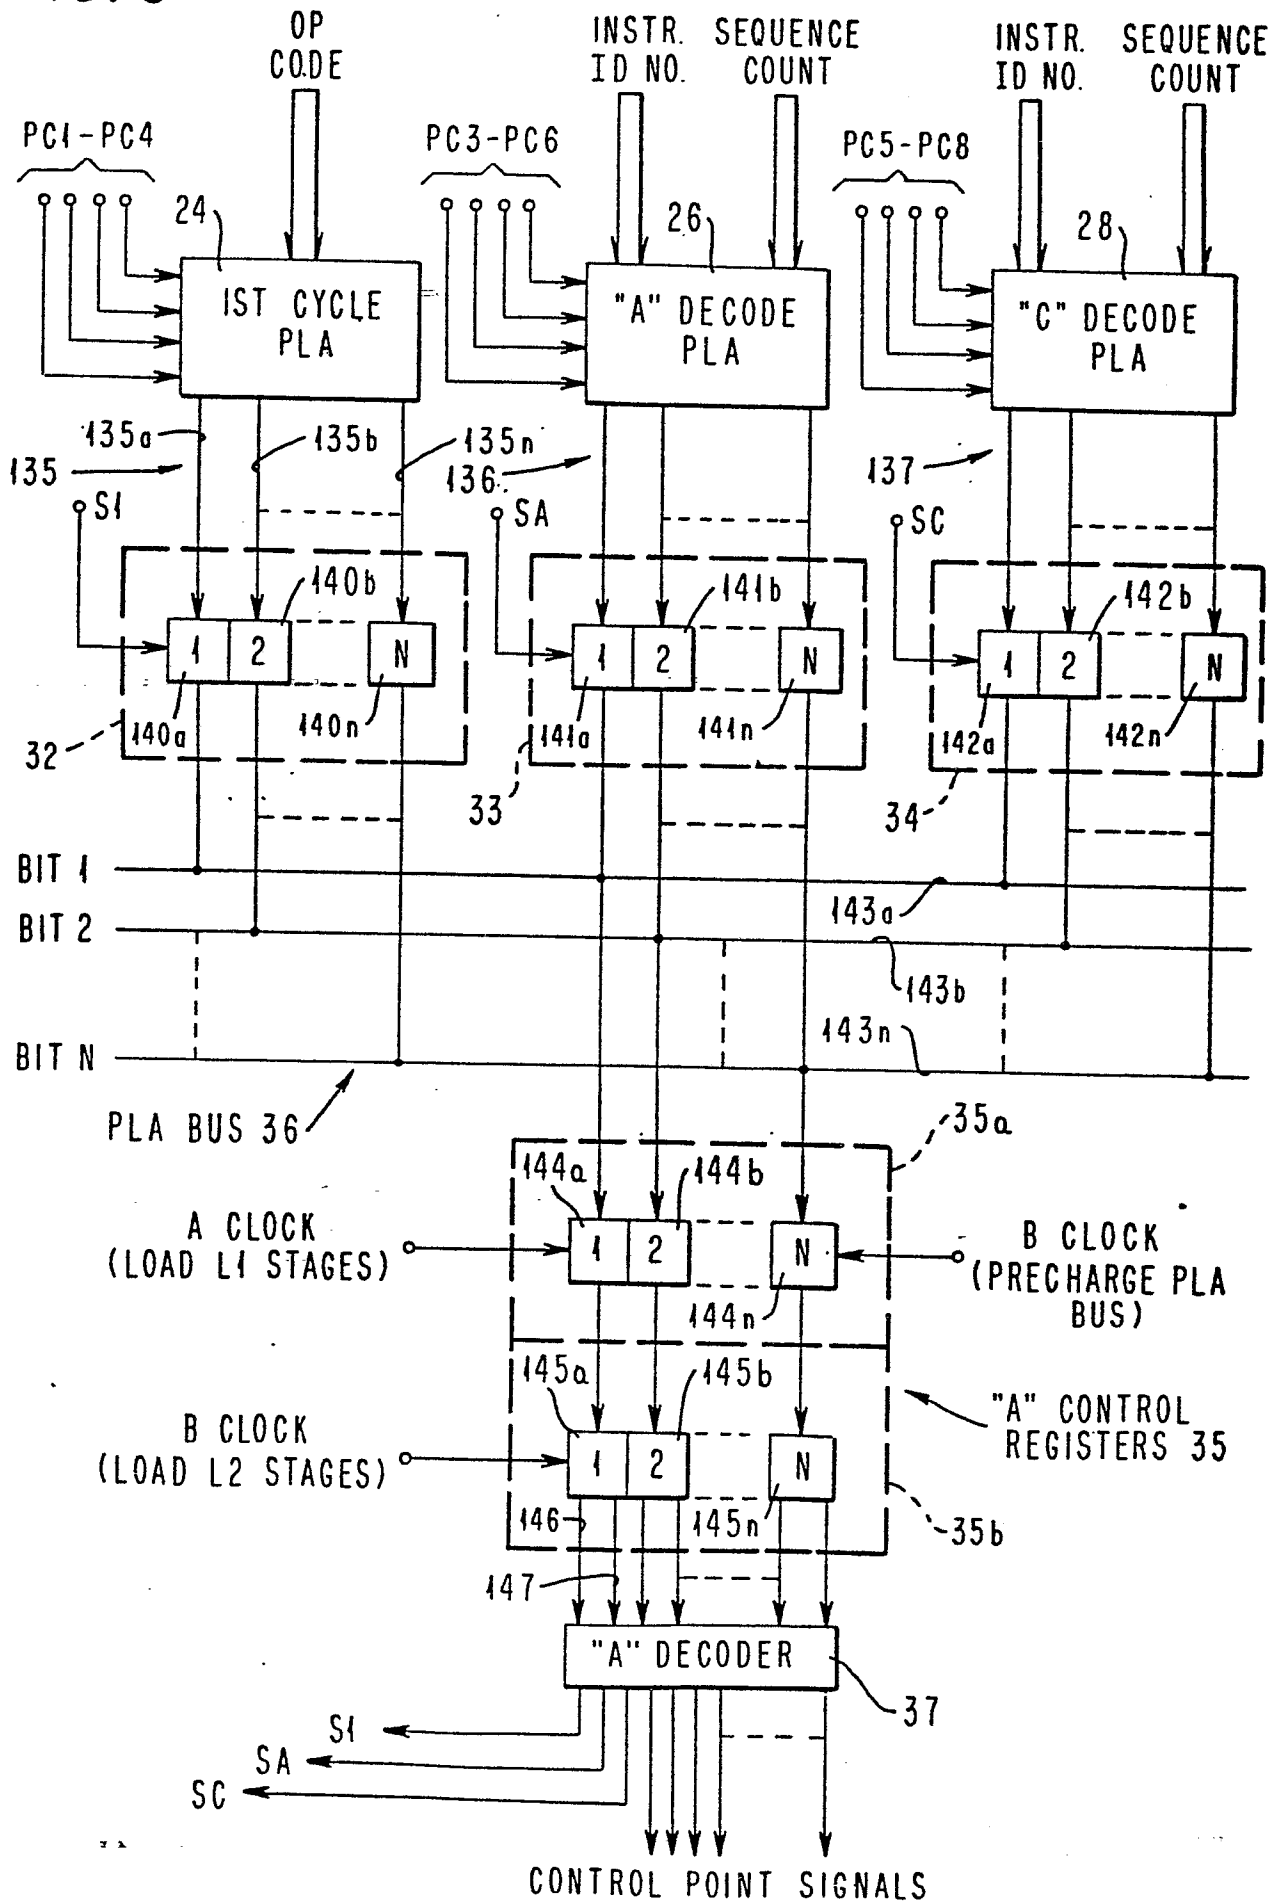 OP
CODE
INSTR.
ID NO.
SEQUENCE
COUNT
INSTR.
ID NO.
SEQUENCE
COUNT
PC1-PC4
PC3-PC6
PC5-PC8
24
26
28
1ST CYCLE
PLA
"A" DECODE
PLA
"C" DECODE
PLA
135a
135b
135n
135
136
137
S1
SA
SC
140b
141b
142b
1 2 N
1 2 N
1 2 N
140a
140n
141a
141n
142a
142n
32
33
34
BIT 1
143a
BIT 2
143b
BIT N
143n
PLA BUS 36
35a
144a
144b
A CLOCK
(LOAD L1 STAGES)
1 2 N
B CLOCK
(PRECHARGE PLA
BUS)
144n
145a
145b
"A" CONTROL
REGISTERS 35
B CLOCK
(LOAD L2 STAGES)
1 2 N
146
145n
35b
147
"A" DECODER
37
S1
SA
SC
CONTROL POINT SIGNALS